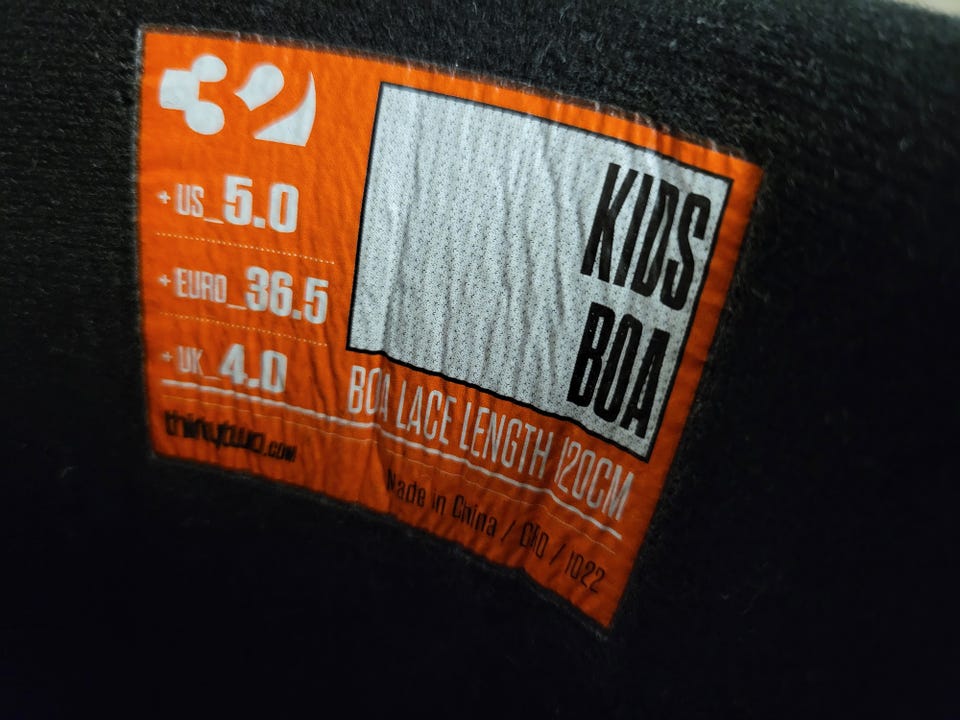 32
+ US_5.0
+ EURO_36.5
+ UK_4.0
thirtytwo.COM
KIDS
BOA
BOA LACE LENGTH 120CM
Made in China / CKO / 1022